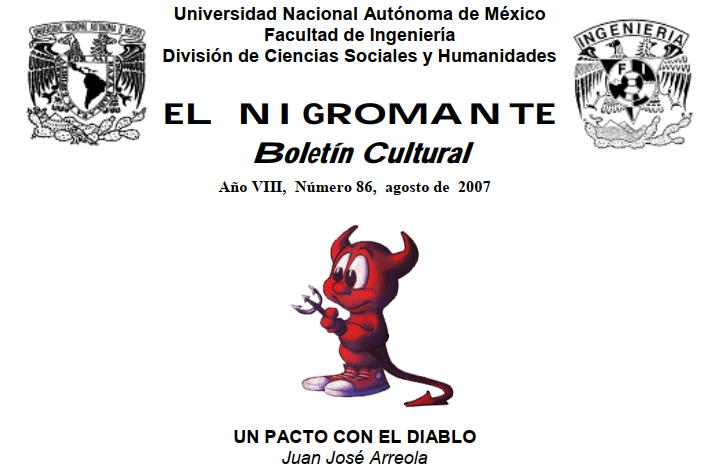 Universidad Nacional Autónoma de México
Facultad de Ingeniería
División de Ciencias Sociales y Humanidades
INGENIERIA
EL NIGROMANTE
Boletín Cultural
Año VIII, Número 86, agosto de 2007
UN PACTO CON EL DIABLO
Juan José Arreola